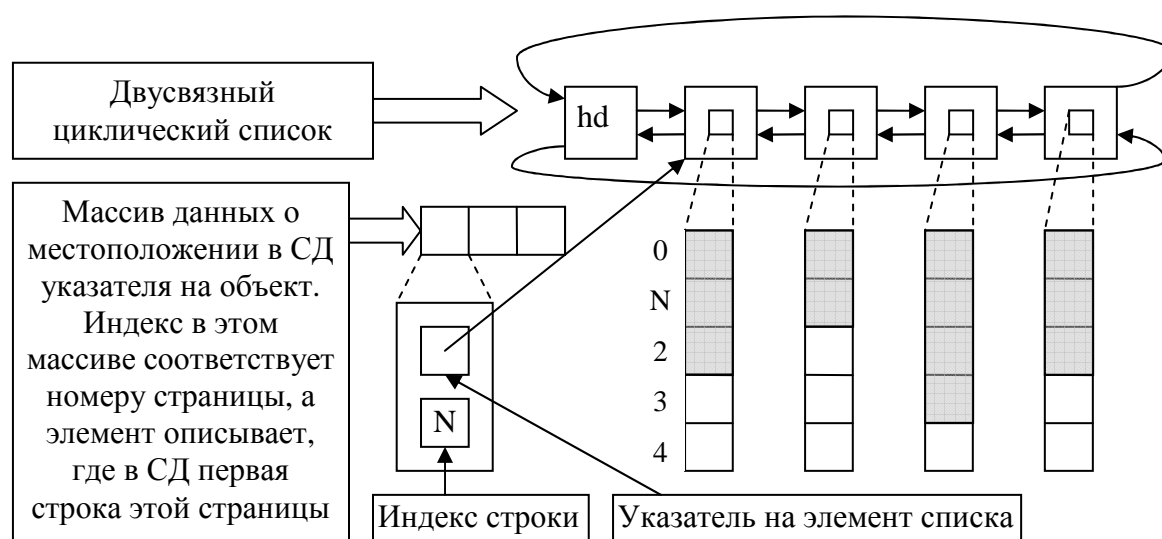 Двусвязный
циклический список
hd
Массив данных о
местоположении в СД
указателя на объект.
Индекс в этом
массиве соответствует
номеру страницы, а
элемент описывает,
где в СД первая
строка этой страницы
N
0
N
2
3
4
Индекс строки
Указатель на элемент списка